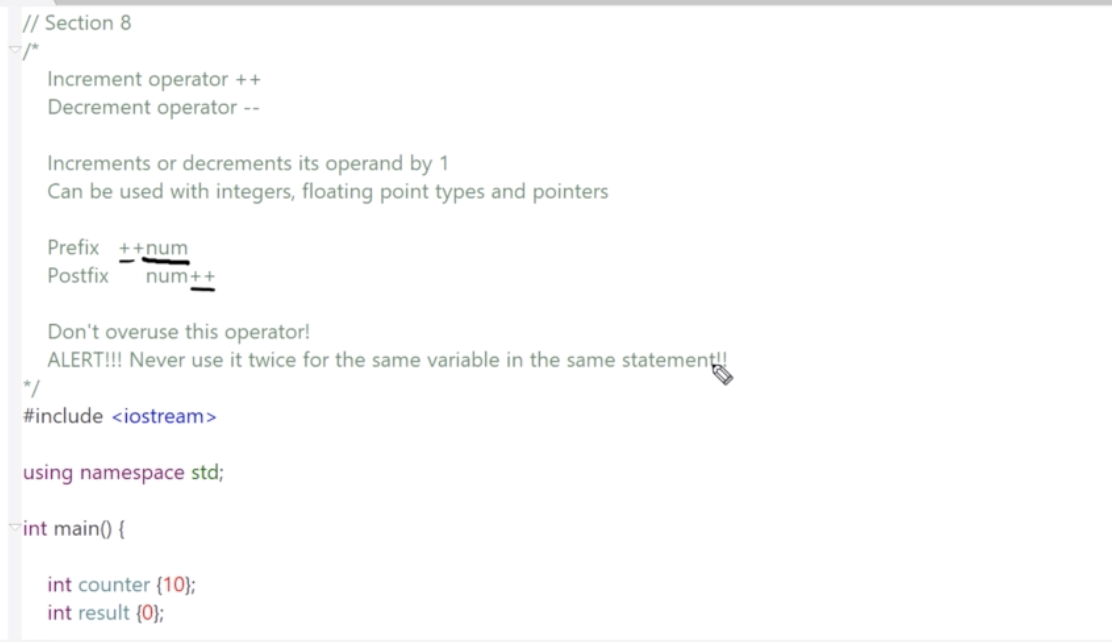 // Section 8
/*
Increment operator ++
Decrement operator --
Increments or decrements its operand by 1
Can be used with integers, floating point types and pointers
Prefix ++num
Postfix num++
Don't overuse this operator!
ALERT!!! Never use it twice for the same variable in the same statement!!
*/
#include <iostream>
using namespace std;
int main() {
int counter {10};
int result {0};